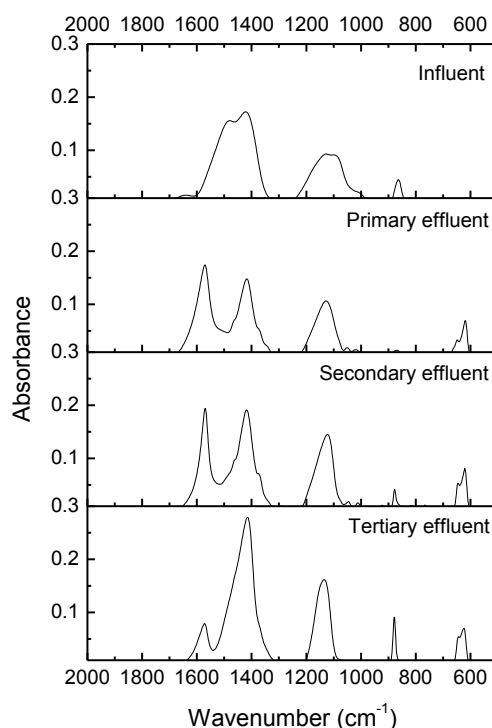 2000 1800 1600 1400 1200 1000 800 600
0.3
Influent
0.2
0.1
0.3
Primary effluent
0.2
0.1
0.3
Secondary effluent
0.2
0.1
0.3
Tertiary effluent
0.2
0.1
Absorbance
2000 1800 1600 1400 1200 1000 800 600
Wavenumber (cm⁻¹)